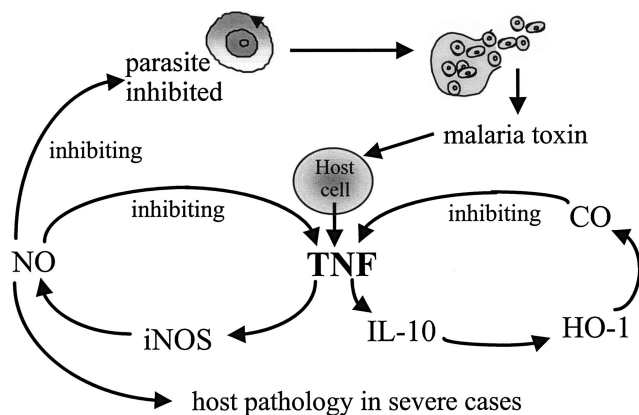 parasite
inhibited
malaria toxin
inhibiting
Host
cell
inhibiting
inhibiting
CO
NO
TNF
iNOS
IL-10
HO-1
host pathology in severe cases